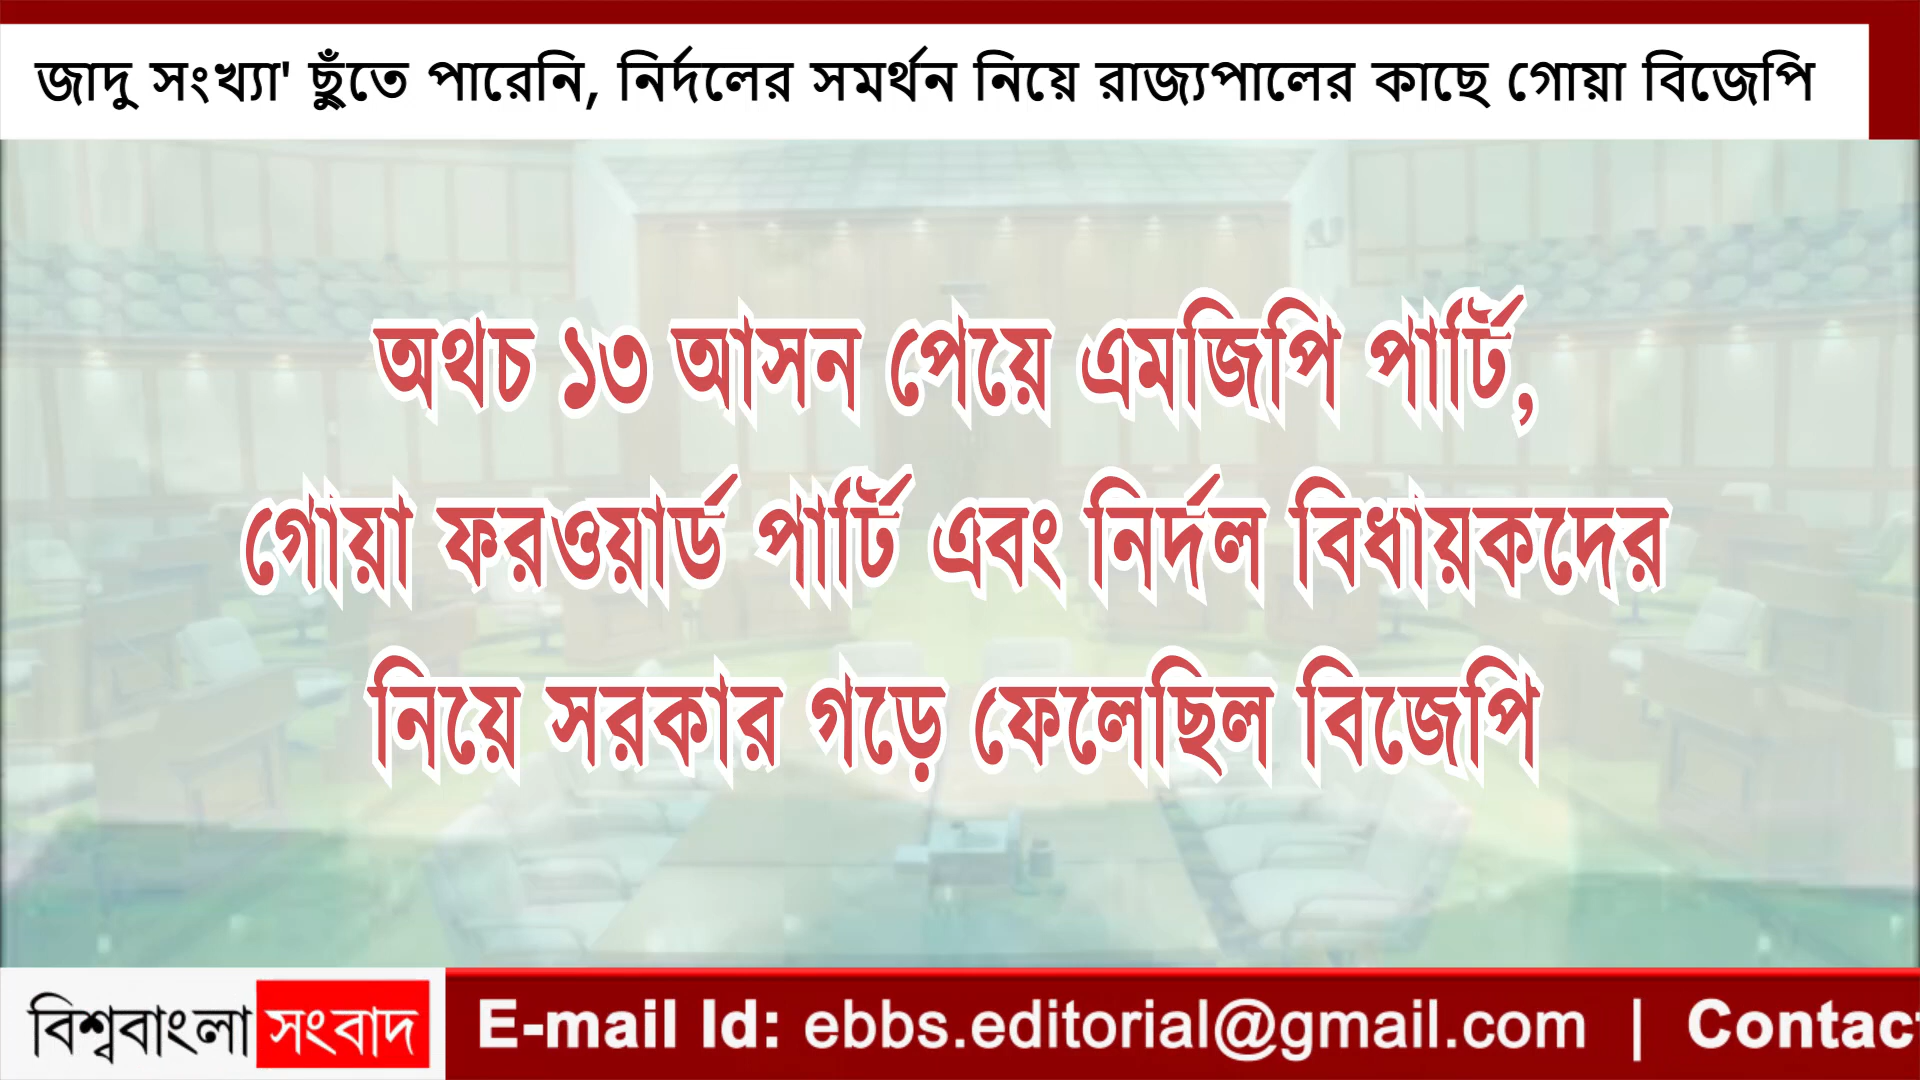 জাদু সংখ্যা' ছুঁতে পারেনি, নির্দলের সমর্থন নিয়ে রাজ্যপালের কাছে গোয়া বিজেপি
অথচ ১৩ আসন পেয়ে এমজিপি পার্টি,
গোয়া ফরওয়ার্ড পার্টি এবং নির্দল বিধায়কদের
নিয়ে সরকার গড়ে ফেলেছিল বিজেপি
বিশ্ববাংলা সংবাদ E-mail Id: ebbs.editorial@gmail.com | Contact